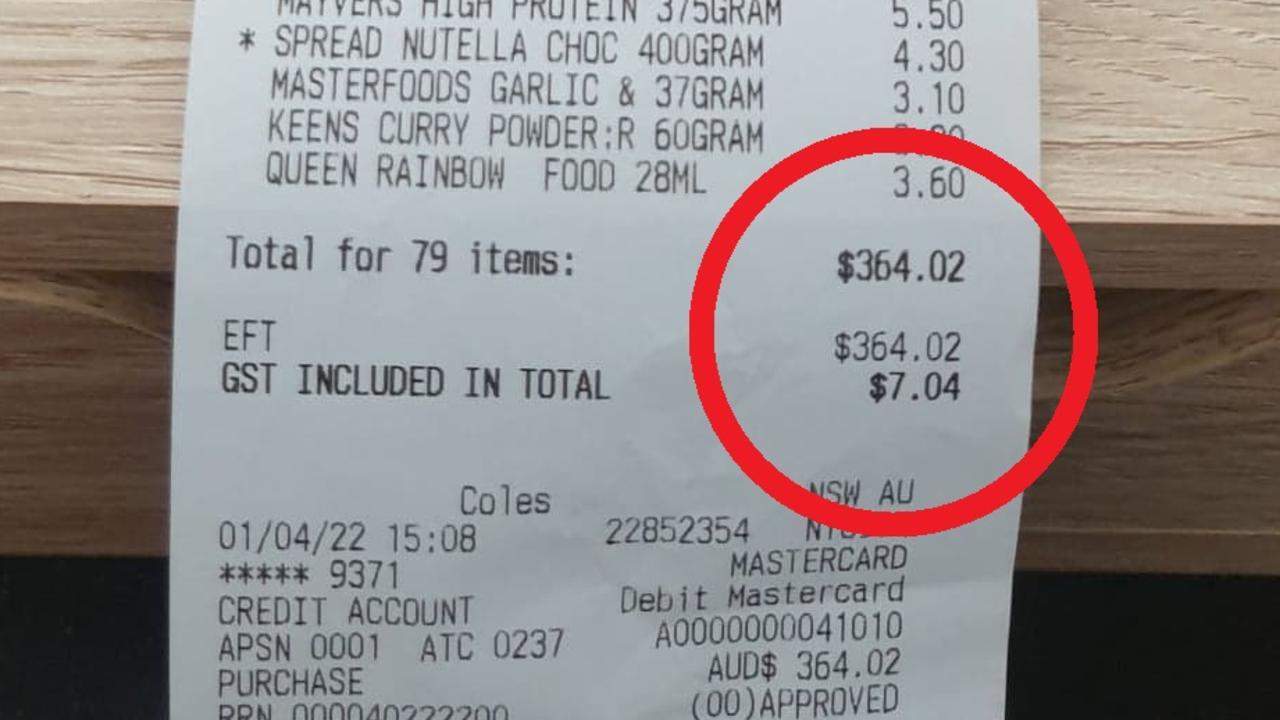 MAYVERS HIGH PROTEIN 375GRAM 5.50
* SPREAD NUTELLA CHOC 400GRAM 4.30
MASTERFOODS GARLIC & 37GRAM 3.10
KEENS CURRY POWDER:R 60GRAM
QUEEN RAINBOW FOOD 28ML 3.60
Total for 79 items: $364.02
EFT $364.02
GST INCLUDED IN TOTAL $7.04
Coles NSW AU
01/04/22 15:08 22852354
***** 9371 MASTERCARD
CREDIT ACCOUNT Debit Mastercard
APSN 0001 ATC 0237 A0000000041010
PURCHASE AUD$ 364.02
RRN 000040222200 (00)APPROVED